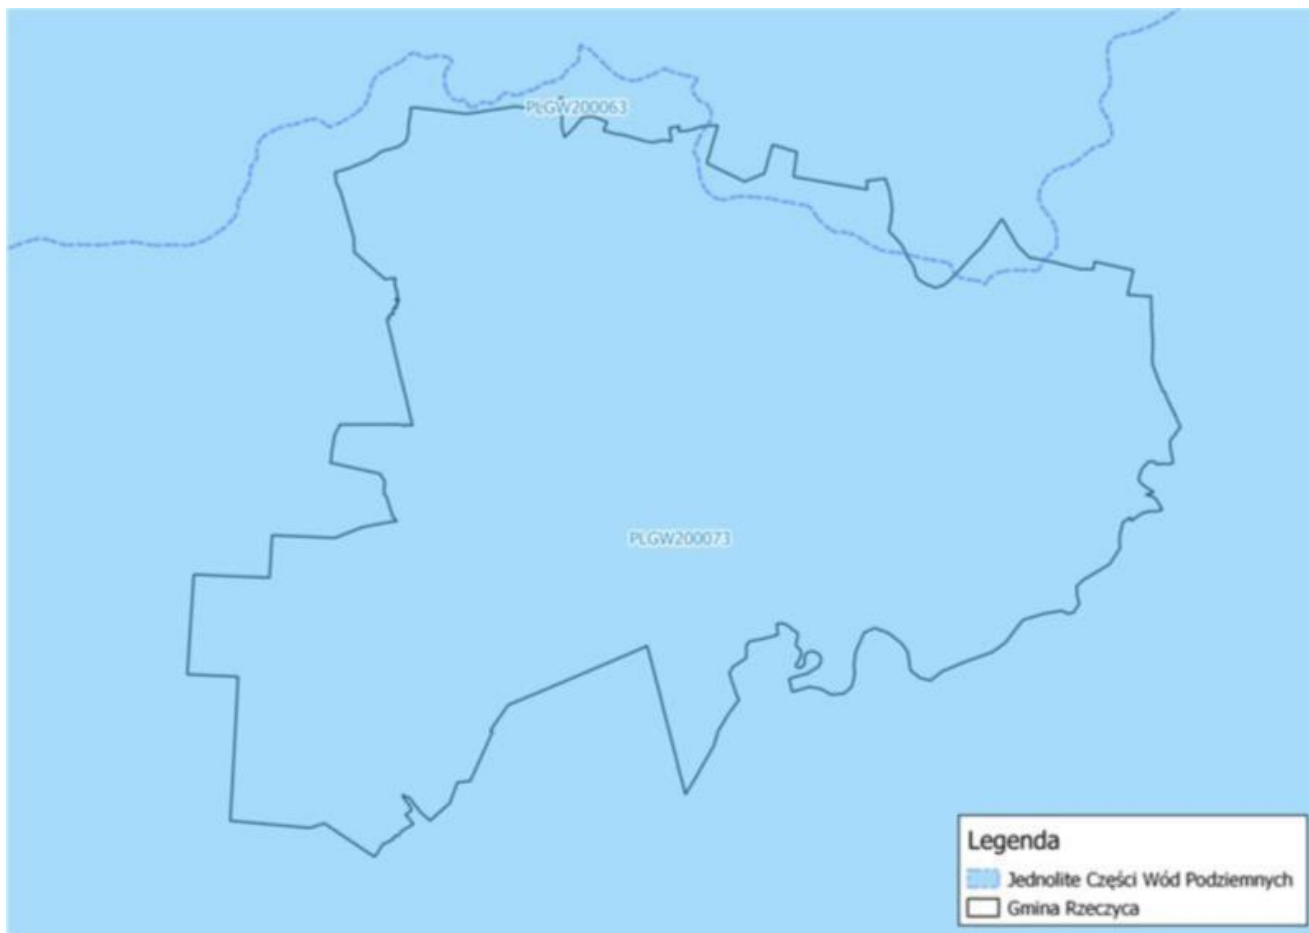 PLGW200063
PLGW200073
Legenda
Jednolite Części Wód Podziemnych
Gmina Rzeczyca